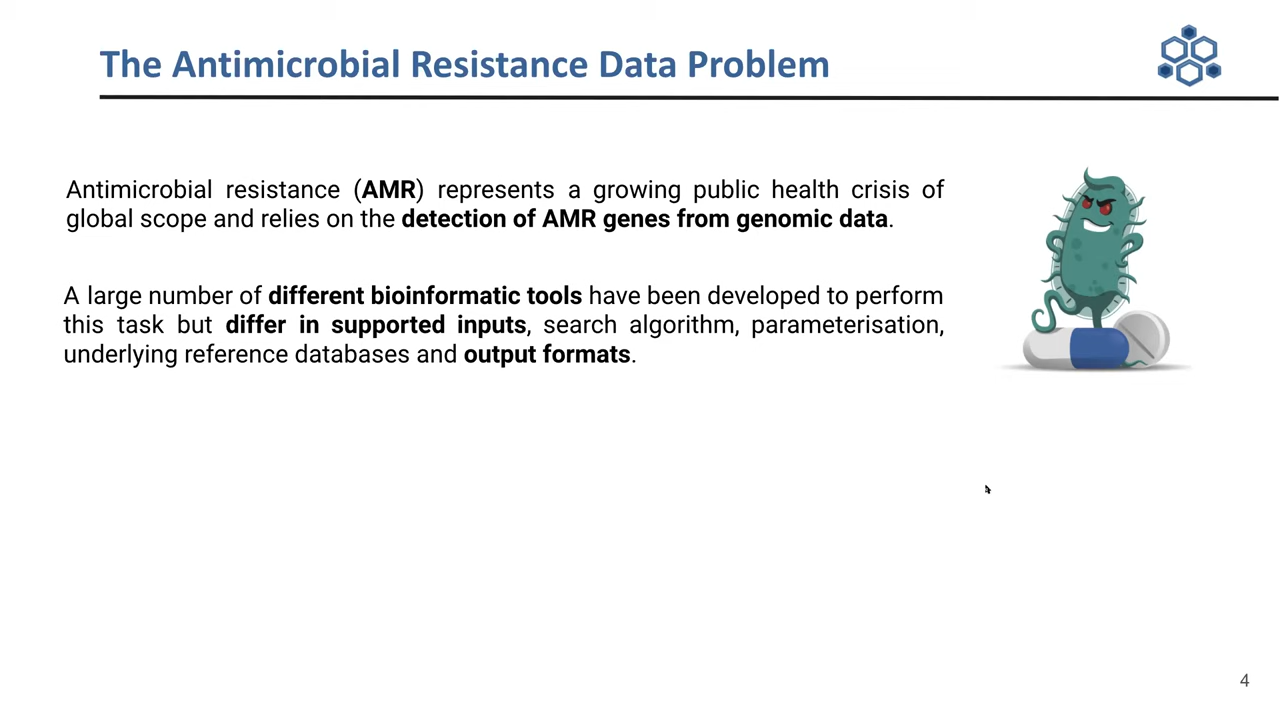 The Antimicrobial Resistance Data Problem
Antimicrobial resistance (AMR) represents a growing public health crisis of
global scope and relies on the detection of AMR genes from genomic data.
A large number of different bioinformatic tools have been developed to perform
this task but differ in supported inputs, search algorithm, parameterisation,
underlying reference databases and output formats.
4